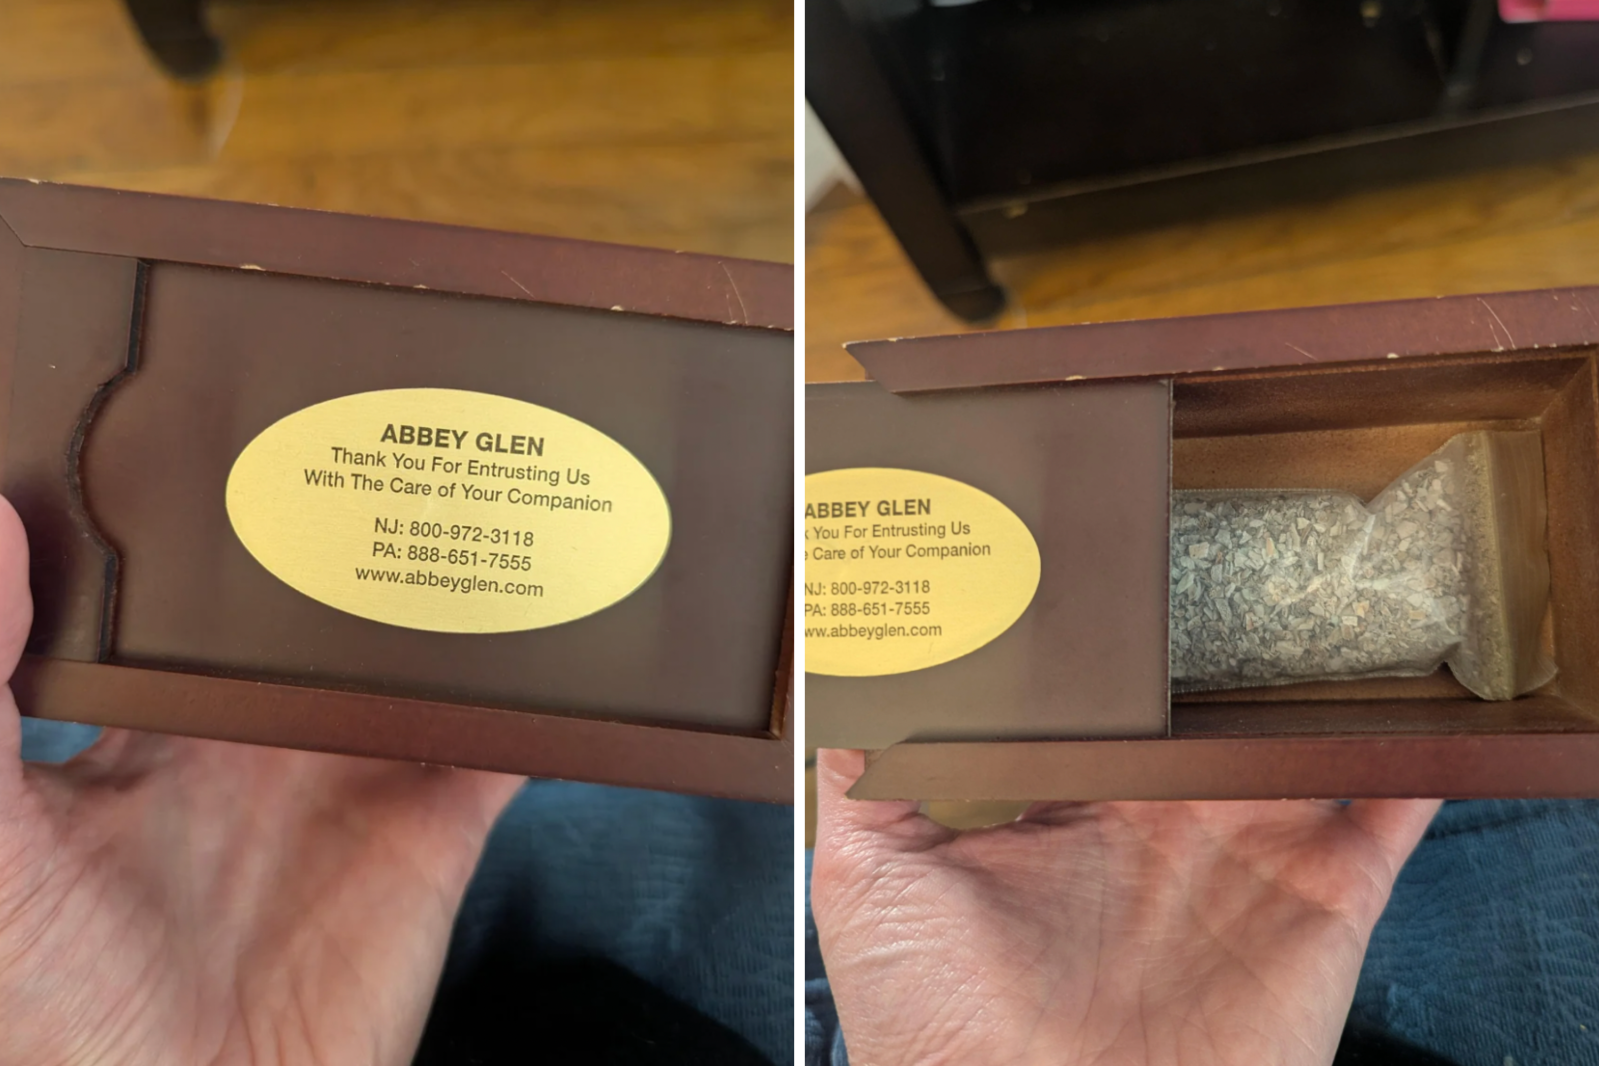 ABBEY GLEN
Thank You For Entrusting Us
With The Care of Your Companion
NJ: 800-972-3118
PA: 888-651-7555
www.abbeyglen.com
ABBEY GLEN
k You For Entrusting Us
e Care of Your Companion
NJ: 800-972-3118
PA: 888-651-7555
ww.abbeyglen.com